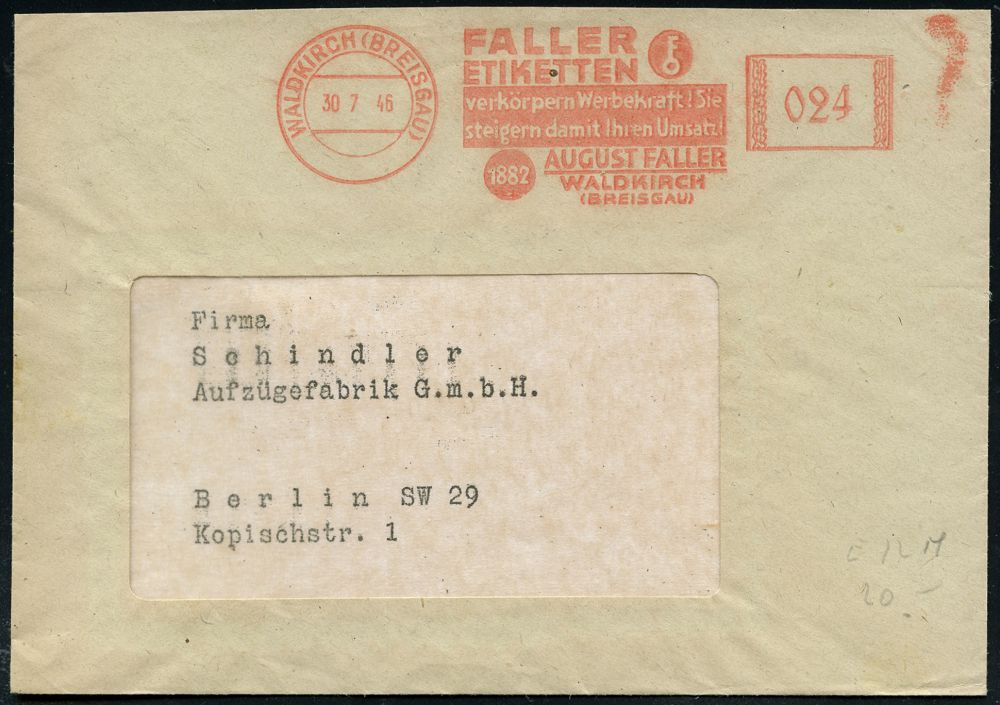 WALDKIRCH (BREISGAU)
30 7 46
FALLER
ETIKETTEN
F
verkörpern Werbekraft! Sie
steigern damit Ihren Umsatz!
1882
AUGUST FALLER
WALDKIRCH
(BREISGAU)
024
Firma
Schindler
Aufzügefabrik G.m.b.H.
Berlin SW 29
Kopischstr. 1
20.-